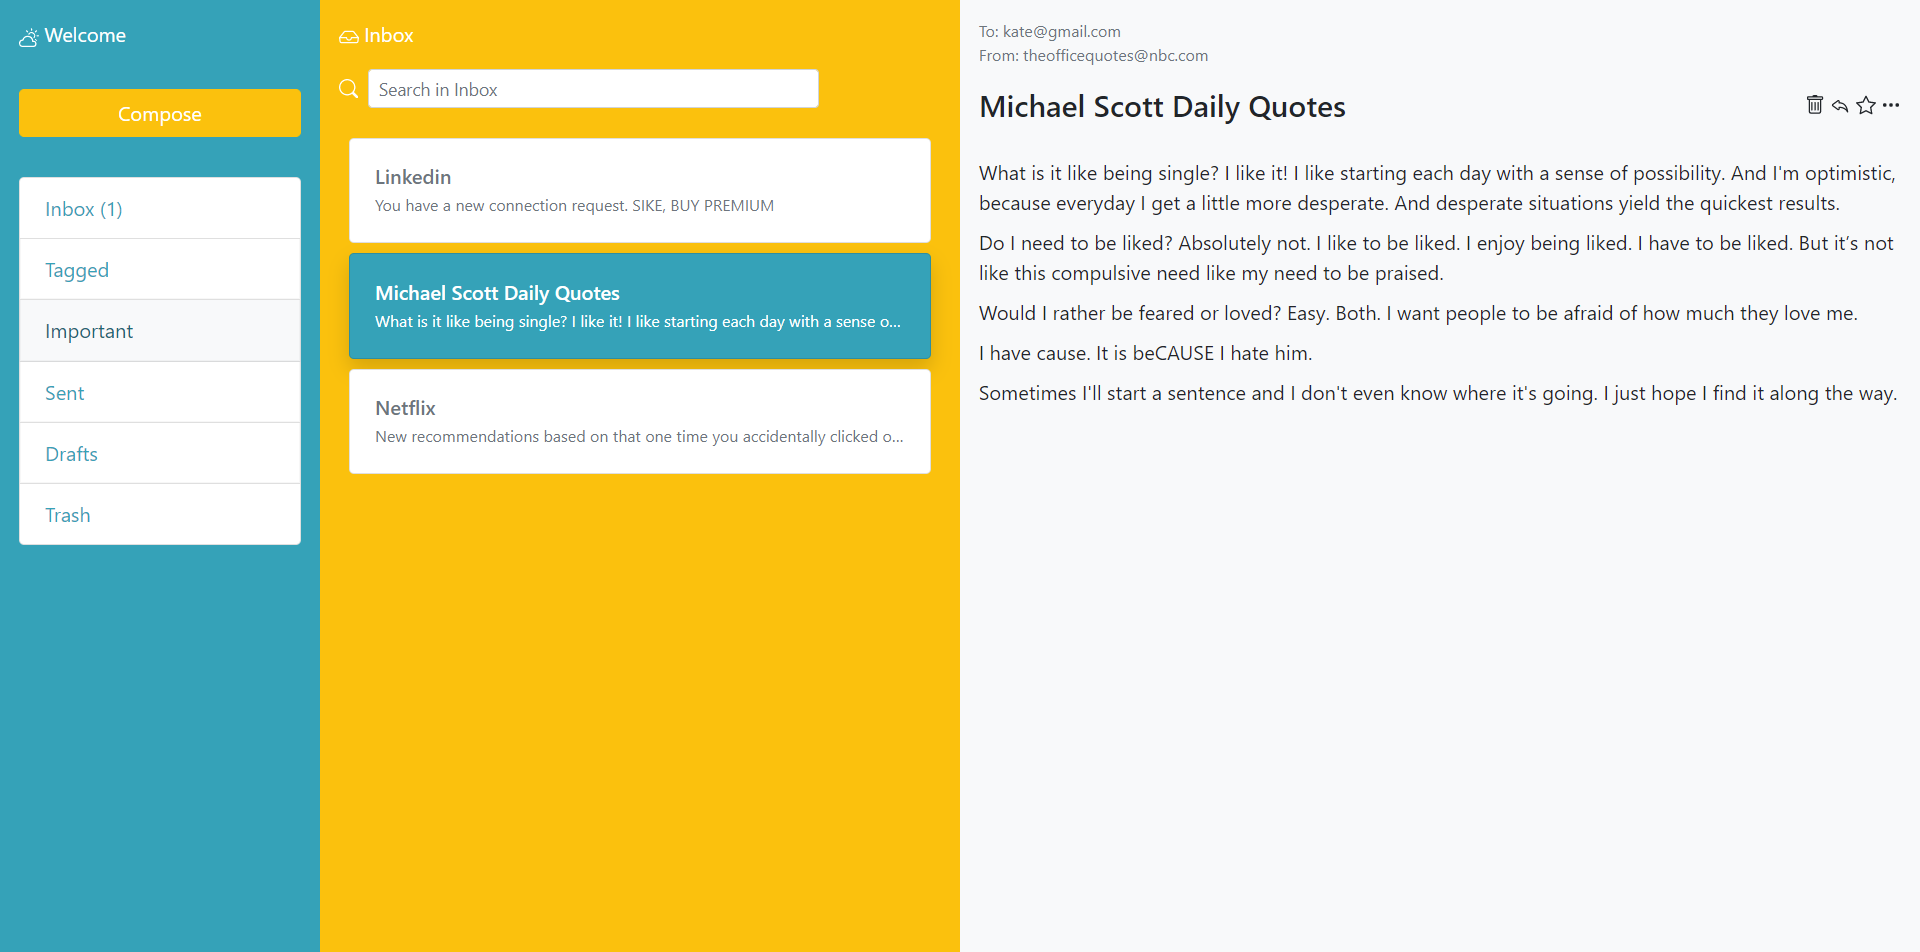 Welcome
Compose
Inbox (1)
Tagged
Important
Sent
Drafts
Trash
Inbox
Search in Inbox
Linkedin
You have a new connection request. SIKE, BUY PREMIUM
Michael Scott Daily Quotes
What is it like being single? I like it! I like starting each day with a sense o...
Netflix
New recommendations based on that one time you accidentally clicked o...
To: kate@gmail.com
From: theofficequotes@nbc.com
Michael Scott Daily Quotes
What is it like being single? I like it! I like starting each day with a sense of possibility. And I'm optimistic,
because everyday I get a little more desperate. And desperate situations yield the quickest results.
Do I need to be liked? Absolutely not. I like to be liked. I enjoy being liked. I have to be liked. But it’s not
like this compulsive need like my need to be praised.
Would I rather be feared or loved? Easy. Both. I want people to be afraid of how much they love me.
I have cause. It is beCAUSE I hate him.
Sometimes I'll start a sentence and I don't even know where it's going. I just hope I find it along the way.